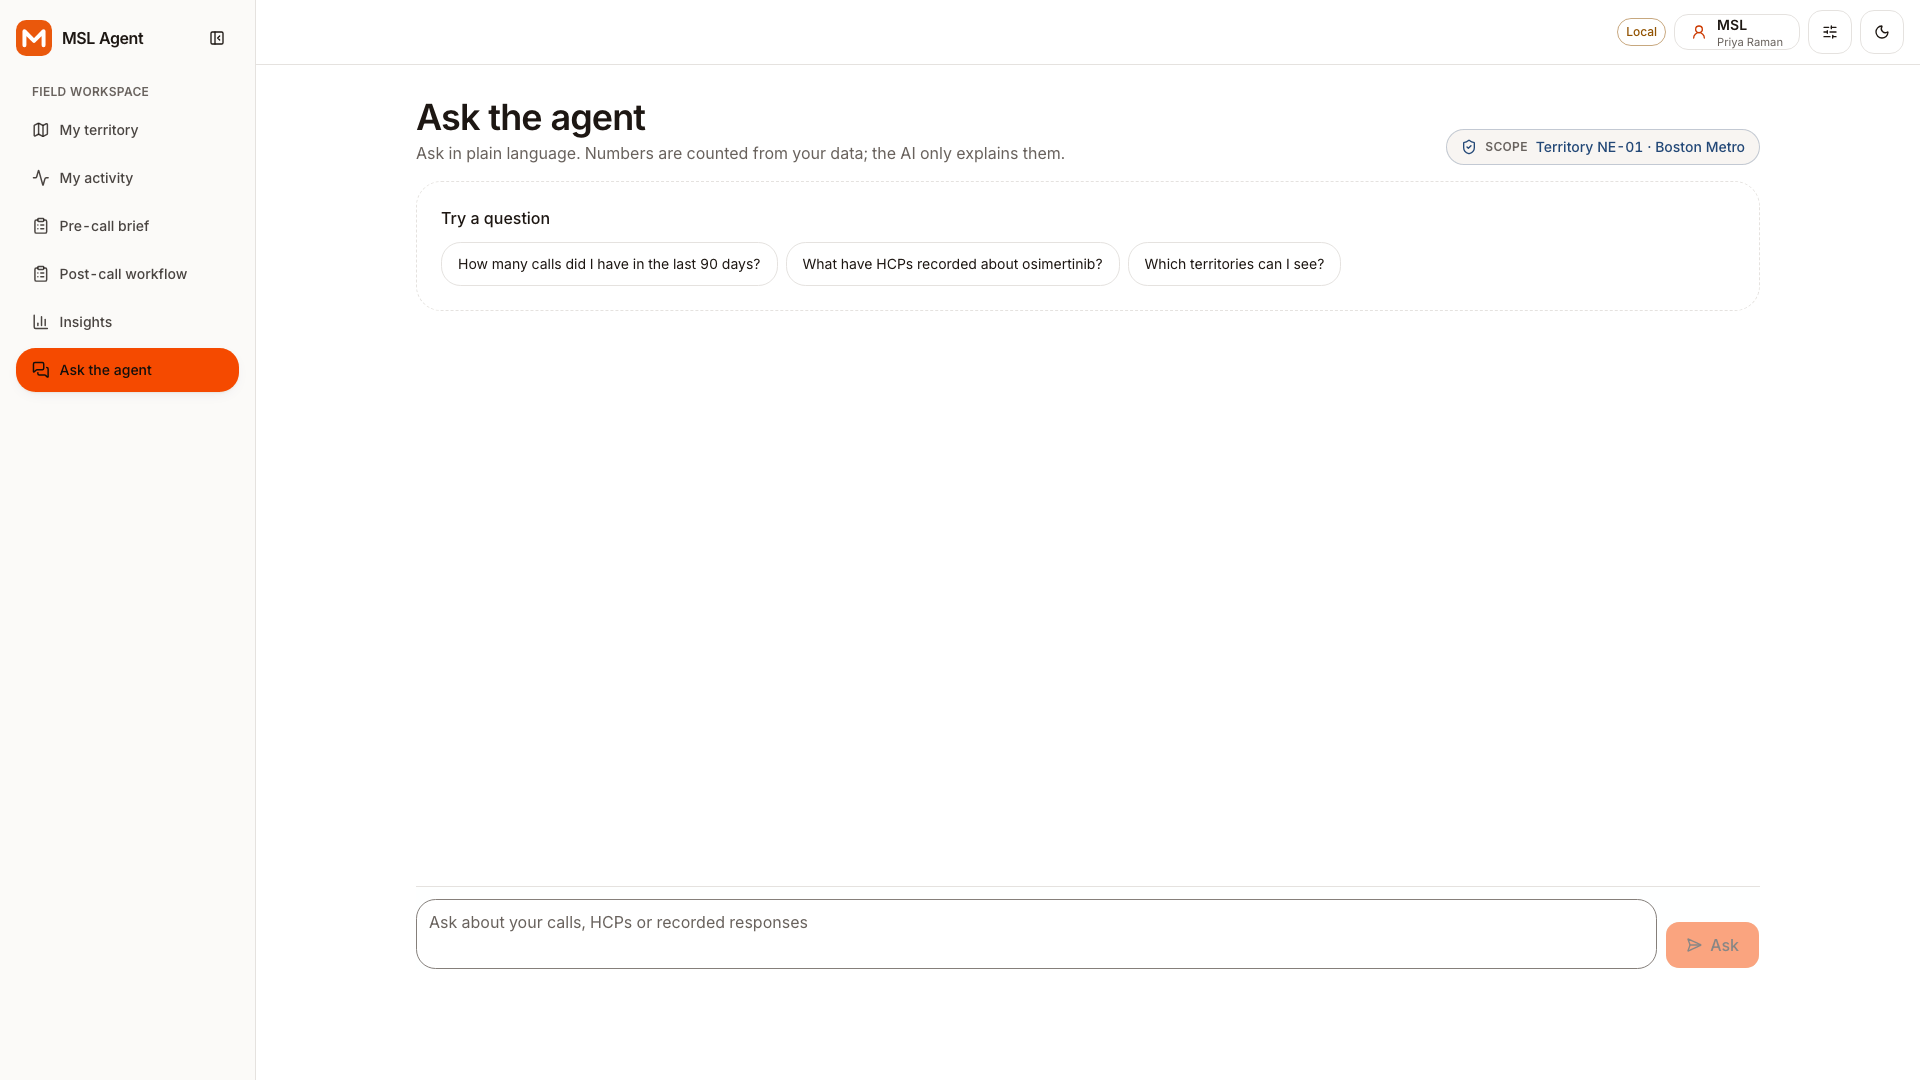 MSL Agent
FIELD WORKSPACE
My territory
My activity
Pre-call brief
Post-call workflow
Insights
Ask the agent
Local
MSL
Priya Raman
Ask the agent
Ask in plain language. Numbers are counted from your data; the AI only explains them.
SCOPE Territory NE-01 · Boston Metro
Try a question
How many calls did I have in the last 90 days?
What have HCPs recorded about osimertinib?
Which territories can I see?
Ask about your calls, HCPs or recorded responses
Ask